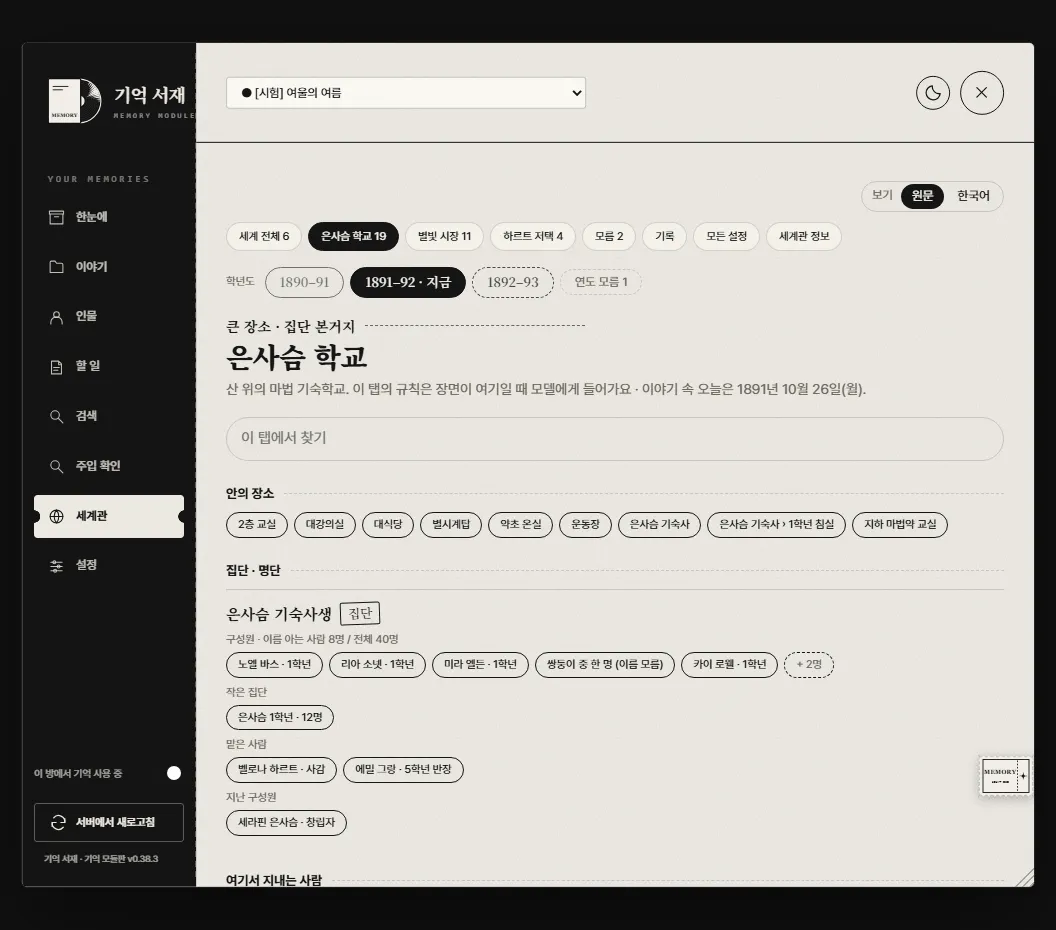 기억 서재
MEMORY MODULE
MEMORY
● [시험] 여울의 여름
YOUR MEMORIES
한눈에
이야기
인물
할 일
검색
주입 확인
세계관
설정
이 방에서 기억 사용 중
서버에서 새로고침
기억 서재 · 기억 모듈판 v0.38.3
보기 원문 한국어
세계 전체 6 은사슴 학교 19 별빛 시장 11 하르트 저택 4 모름 2 기록 모든 설정 세계관 정보
학년도 1890–91 1891–92 · 지금 1892–93 연도 모름 1
큰 장소 · 집단 본거지
은사슴 학교
산 위의 마법 기숙학교. 이 탭의 규칙은 장면이 여기일 때 모델에게 들어가요 · 이야기 속 오늘은 1891년 10월 26일(월).
이 탭에서 찾기
안의 장소
2층 교실 대강의실 대식당 별시계탑 약초 온실 운동장 은사슴 기숙사 은사슴 기숙사 › 1학년 침실 지하 마법약 교실
집단 · 명단
은사슴 기숙사생 집단
구성원 · 이름 아는 사람 8명 / 전체 40명
노엘 바스 · 1학년 리아 소넷 · 1학년 미라 엘든 · 1학년 쌍둥이 중 한 명 (이름 모름) 카이 로웰 · 1학년 + 2명
작은 집단
은사슴 1학년 · 12명
맡은 사람
벨로나 하르트 · 사감 에밀 그랑 · 5학년 반장
지난 구성원
세라핀 은사슴 · 창립자
MEMORY
여기서 지내는 사람